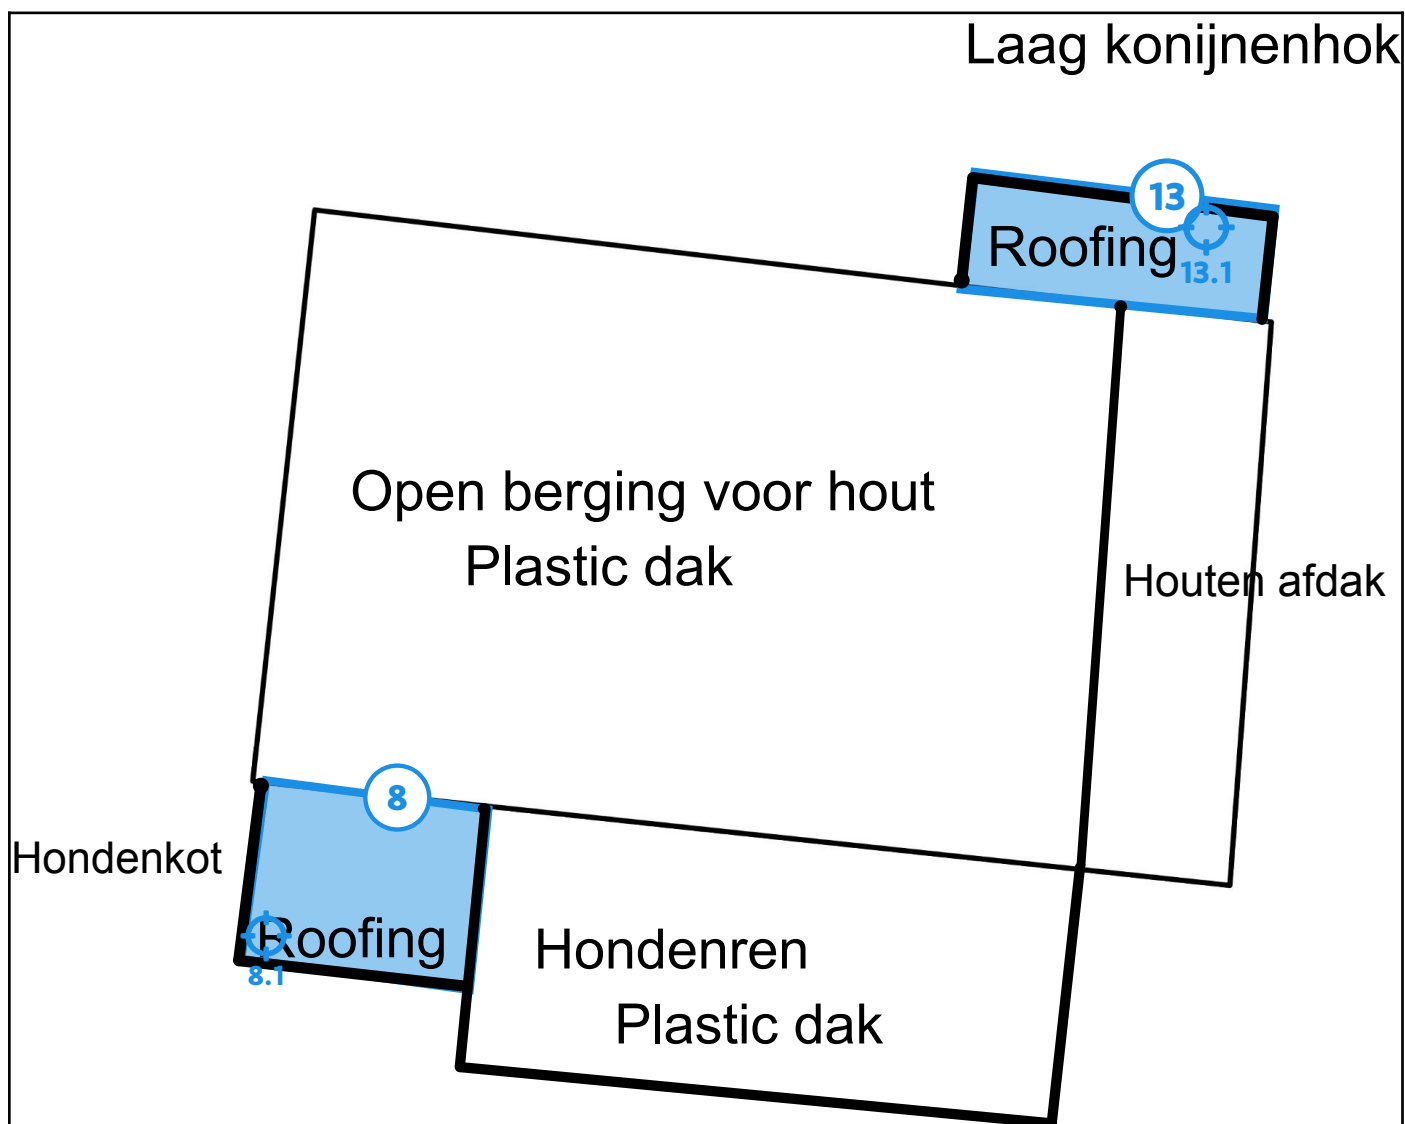 Laag konijnenhok
13
Roofing
13.1
Open berging voor hout
Plastic dak
Houten afdak
8
Hondenkot
Roofing
8.1
Hondenren
Plastic dak